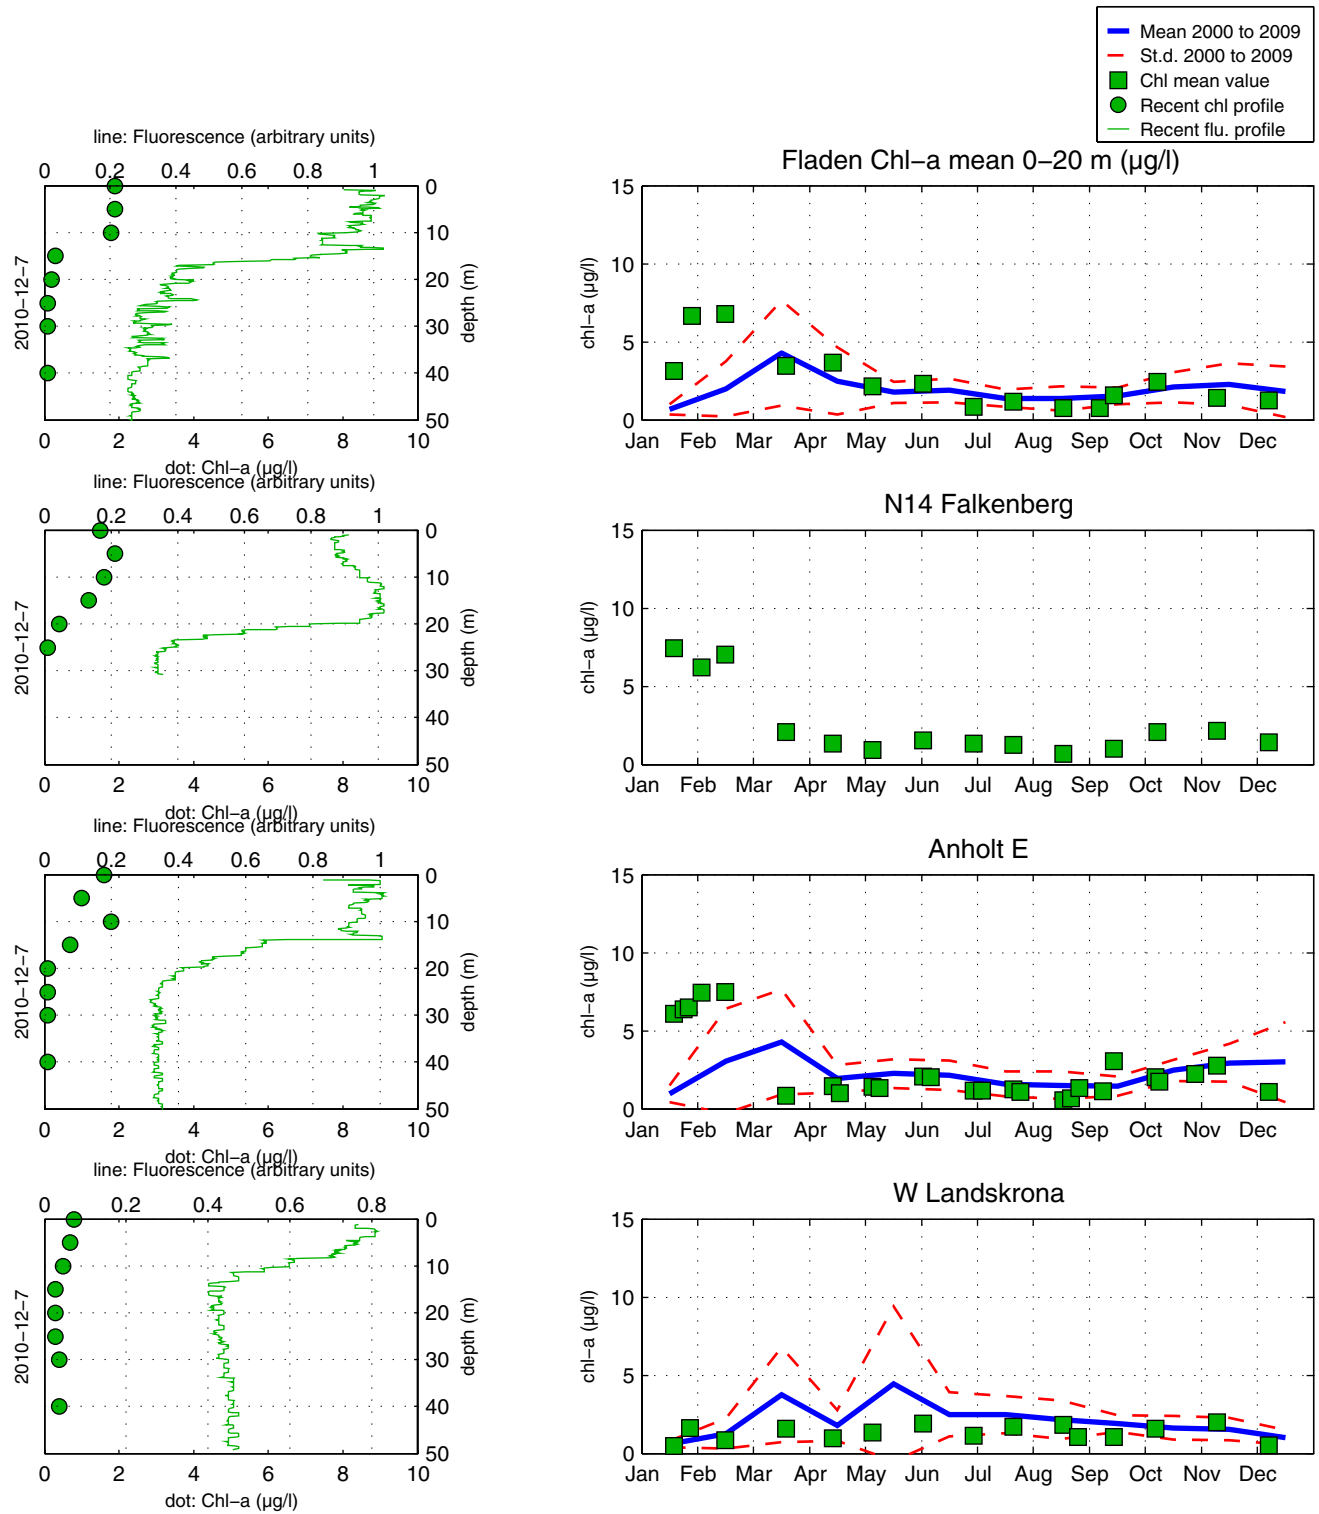 Mean 2000 to 2009
St.d. 2000 to 2009
Chl mean value
Recent chl profile
Recent flu. profile
line: Fluorescence (arbitrary units)
0 0.2 0.4 0.6 0.8 1
0 10 20 30 40 50
depth (m)
2010−12−7
0 2 4 6 8 10
dot: Chl−a (µg/l)
Fladen Chl−a mean 0−20 m (µg/l)
15 10 5 0
chl−a (µg/l)
Jan Feb Mar Apr May Jun Jul Aug Sep Oct Nov Dec
line: Fluorescence (arbitrary units)
0 0.2 0.4 0.6 0.8 1
0 10 20 30 40 50
depth (m)
2010−12−7
0 2 4 6 8 10
dot: Chl−a (µg/l)
N14 Falkenberg
15 10 5 0
chl−a (µg/l)
Jan Feb Mar Apr May Jun Jul Aug Sep Oct Nov Dec
line: Fluorescence (arbitrary units)
0 0.2 0.4 0.6 0.8 1
0 10 20 30 40 50
depth (m)
2010−12−7
0 2 4 6 8 10
dot: Chl−a (µg/l)
Anholt E
15 10 5 0
chl−a (µg/l)
Jan Feb Mar Apr May Jun Jul Aug Sep Oct Nov Dec
line: Fluorescence (arbitrary units)
0 0.2 0.4 0.6 0.8
0 10 20 30 40 50
depth (m)
2010−12−7
0 2 4 6 8 10
dot: Chl−a (µg/l)
W Landskrona
15 10 5 0
chl−a (µg/l)
Jan Feb Mar Apr May Jun Jul Aug Sep Oct Nov Dec